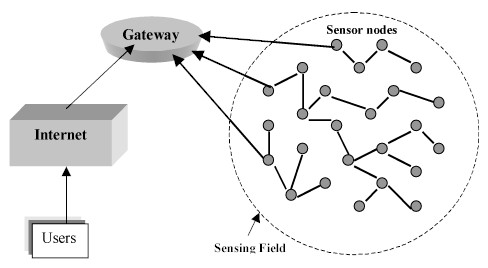 Gateway
Sensor nodes
Internet
Users
Sensing Field